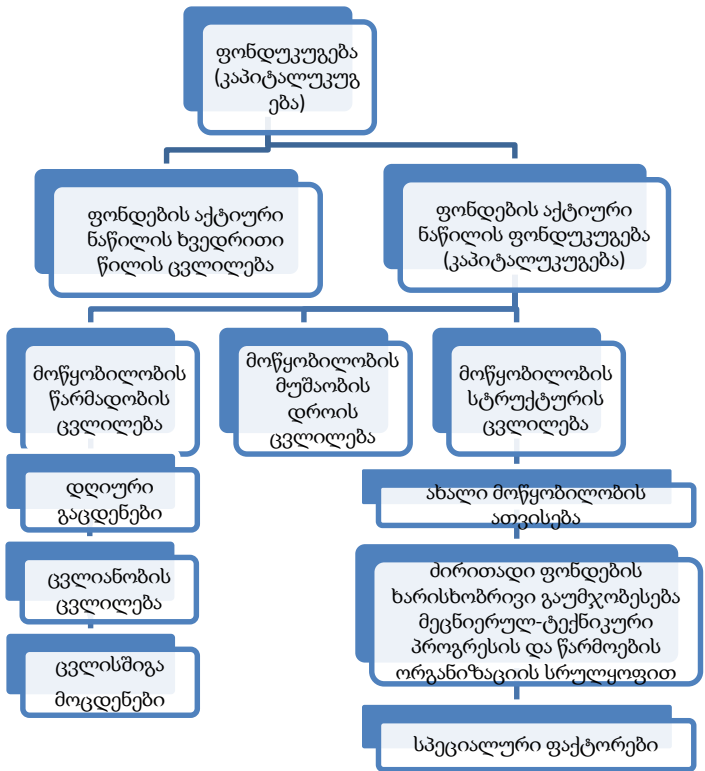 ფონდუკუგება
(კაპიტალუკუგ
ება)
ფონდების აქტიური
ნაწილის ხვედრითი
წილის ცვლილება
ფონდების აქტიური
ნაწილის ფონდუკუგება
(კაპიტალუკუგება)
მოწყობილობის
წარმადობის
ცვლილება
მოწყობილობის
მუშაობის
დროის
ცვლილება
მოწყობილობის
სტრუქტურის
ცვლილება
დღიური
გაცდენები
ცვლიანობის
ცვლილება
ცვლისშიგა
მოცდენები
ახალი მოწყობილობის
ათვისება
ძირითადი ფონდების
ხარისხობრივი გაუმჯობესება
მეცნიერულ-ტექნიკური
პროგრესის და წარმოების
ორგანიზაციის სრულყოფით
სპეციალური ფაქტორები